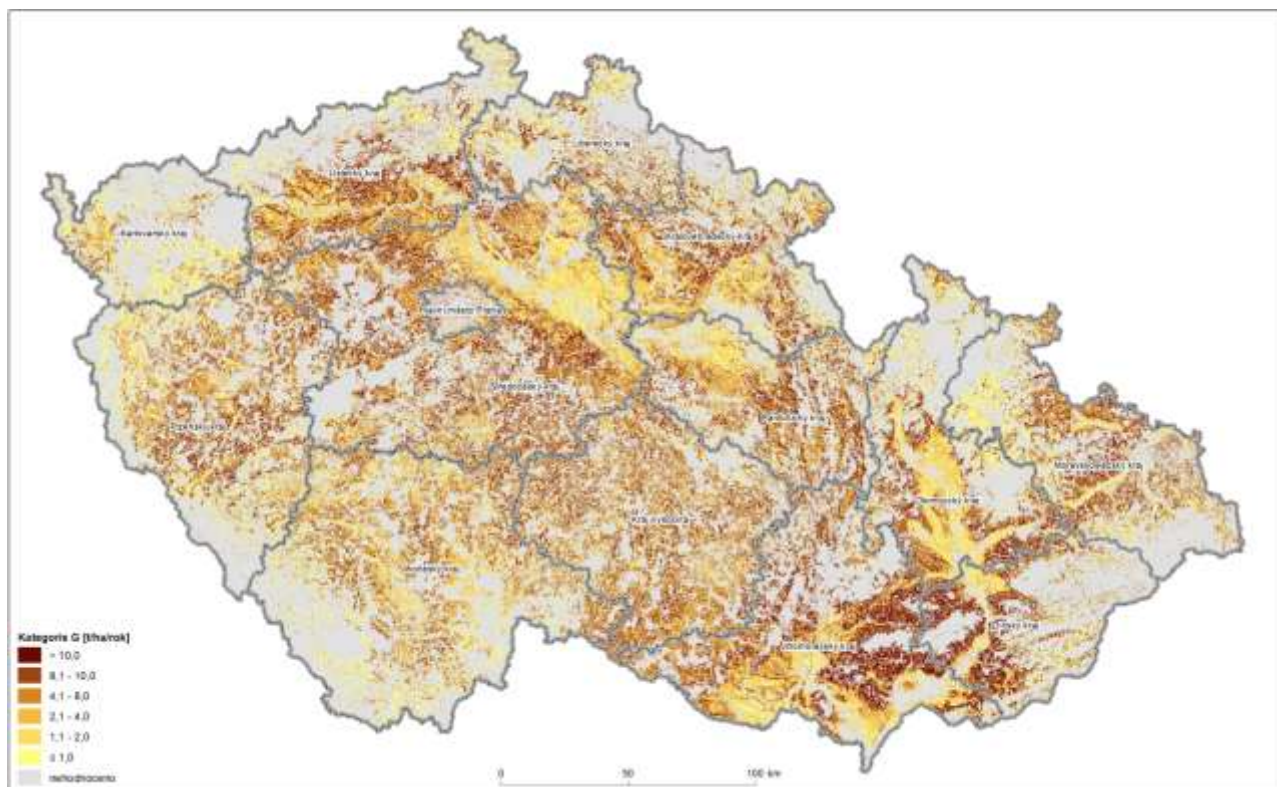 Liberecký kraj
Ústecký kraj
Karlovarský kraj
Královéhradecký kraj
Hlavní město Praha
Středočeský kraj
Pardubický kraj
Plzeňský kraj
Moravskoslezský kraj
Olomoucký kraj
Kraj Vysočina
Jihočeský kraj
Zlínský kraj
Jihomoravský kraj
Kategorie G [t/ha/rok]
> 10,0
8,1 - 10,0
4,1 - 8,0
2,1 - 4,0
1,1 - 2,0
≤ 1,0
nehodnoceno
0 50 100 km